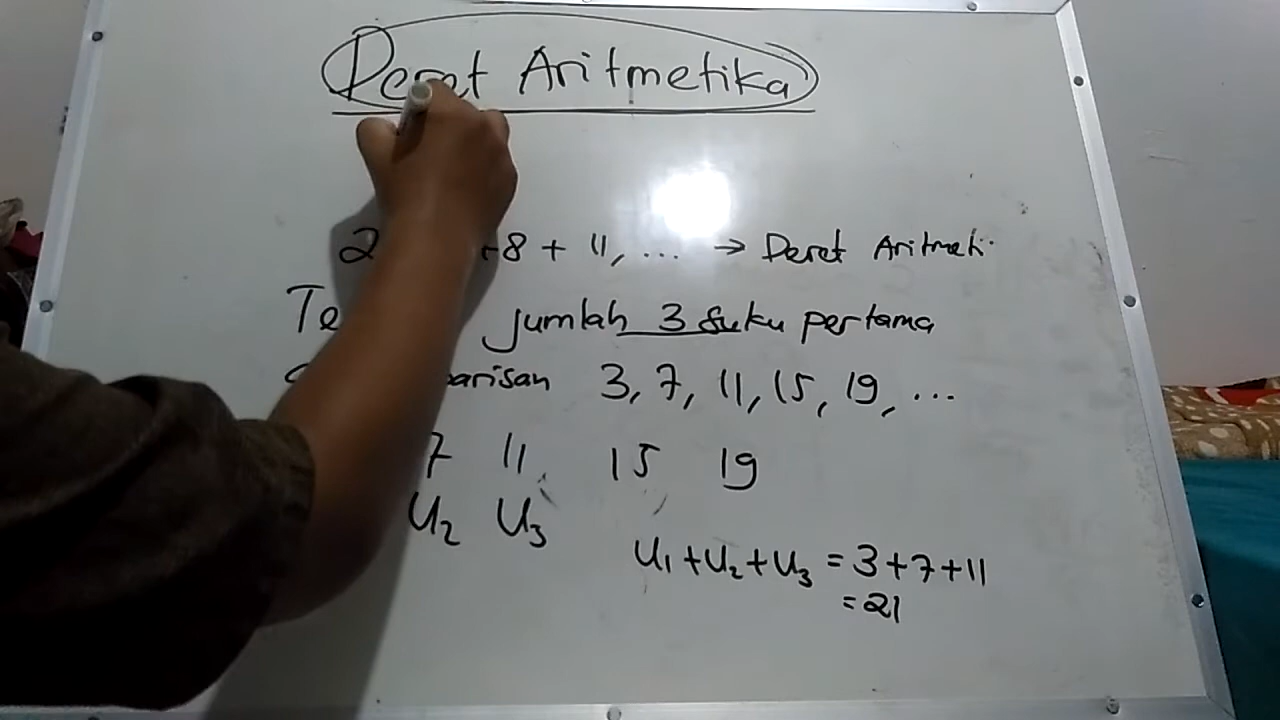 Deret Aritmetika
2 +8 + 11, ... → Deret Aritmeti
jumlah 3 suku pertama
barisan 3, 7, 11, 15, 19, ...
7 11 15 19
U2 U3
U1+U2+U3 = 3+7+11
=21